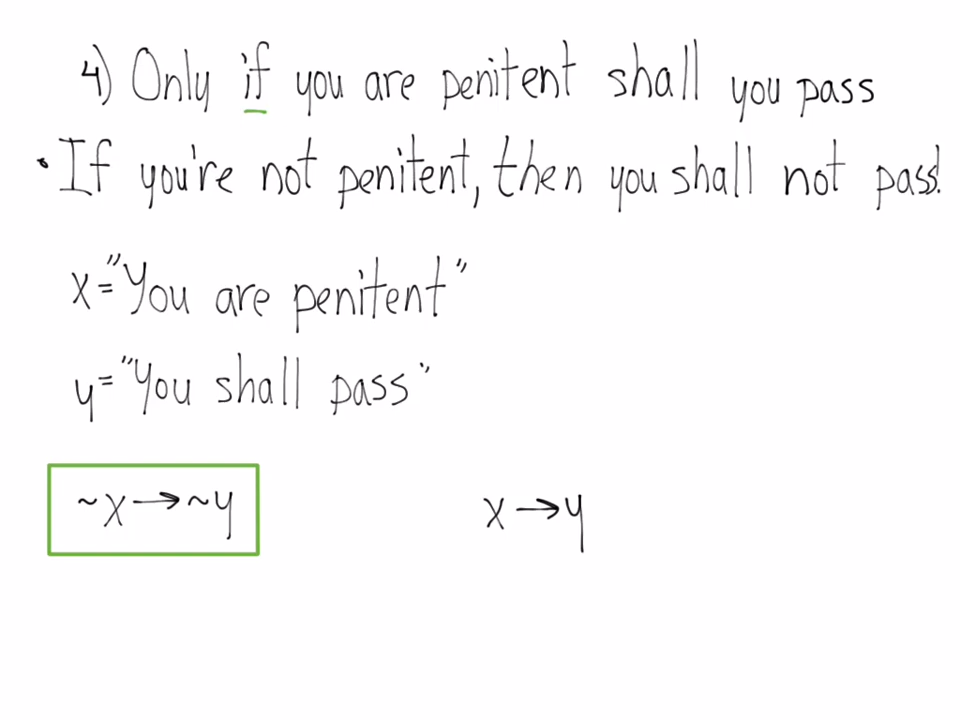 4) Only if you are penitent shall you pass
• If you're not penitent, then you shall not pass!
x = "You are penitent"
y = "You shall pass"
~x → ~y
x → y